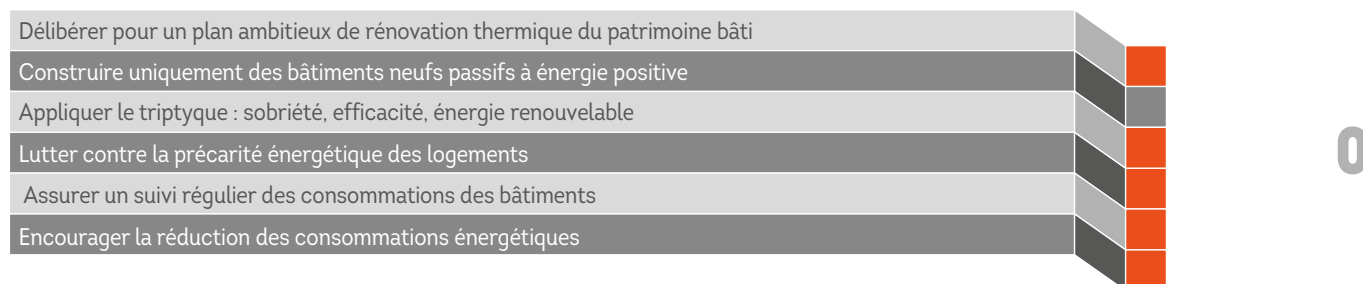 Délibérer pour un plan ambitieux de rénovation thermique du patrimoine bâti
Construire uniquement des bâtiments neufs passifs à énergie positive
Appliquer le triptyque : sobriété, efficacité, énergie renouvelable
Lutter contre la précarité énergétique des logements
Assurer un suivi régulier des consommations des bâtiments
Encourager la réduction des consommations énergétiques